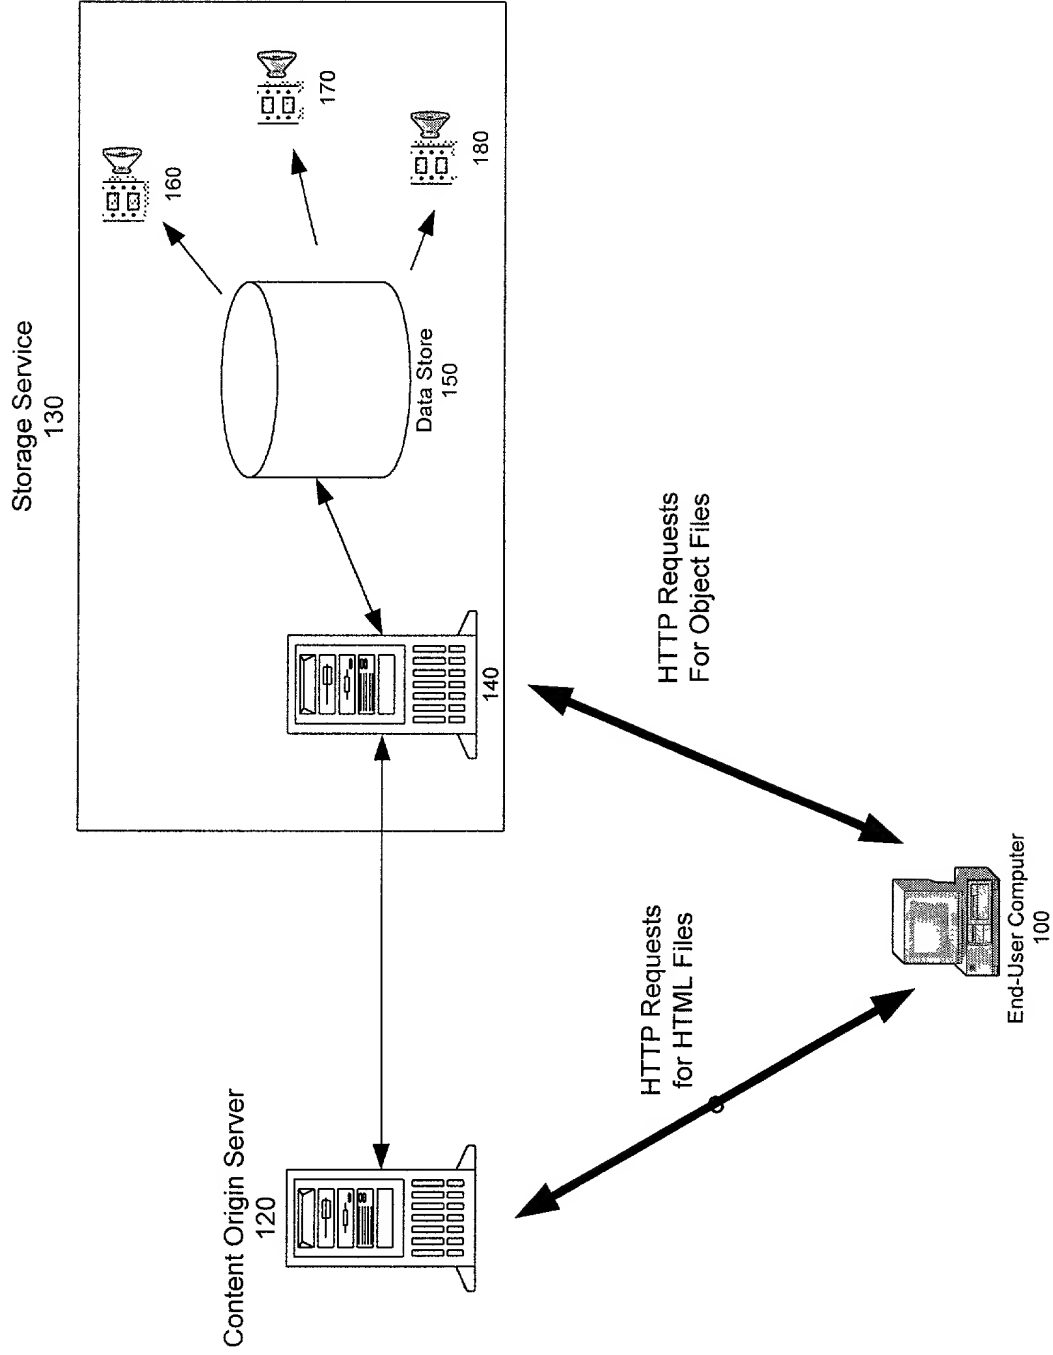 Storage Service
130
160
170
180
Data Store
150
140
Content Origin Server
120
HTTP Requests
For Object Files
HTTP Requests
for HTML Files
End-User Computer
100